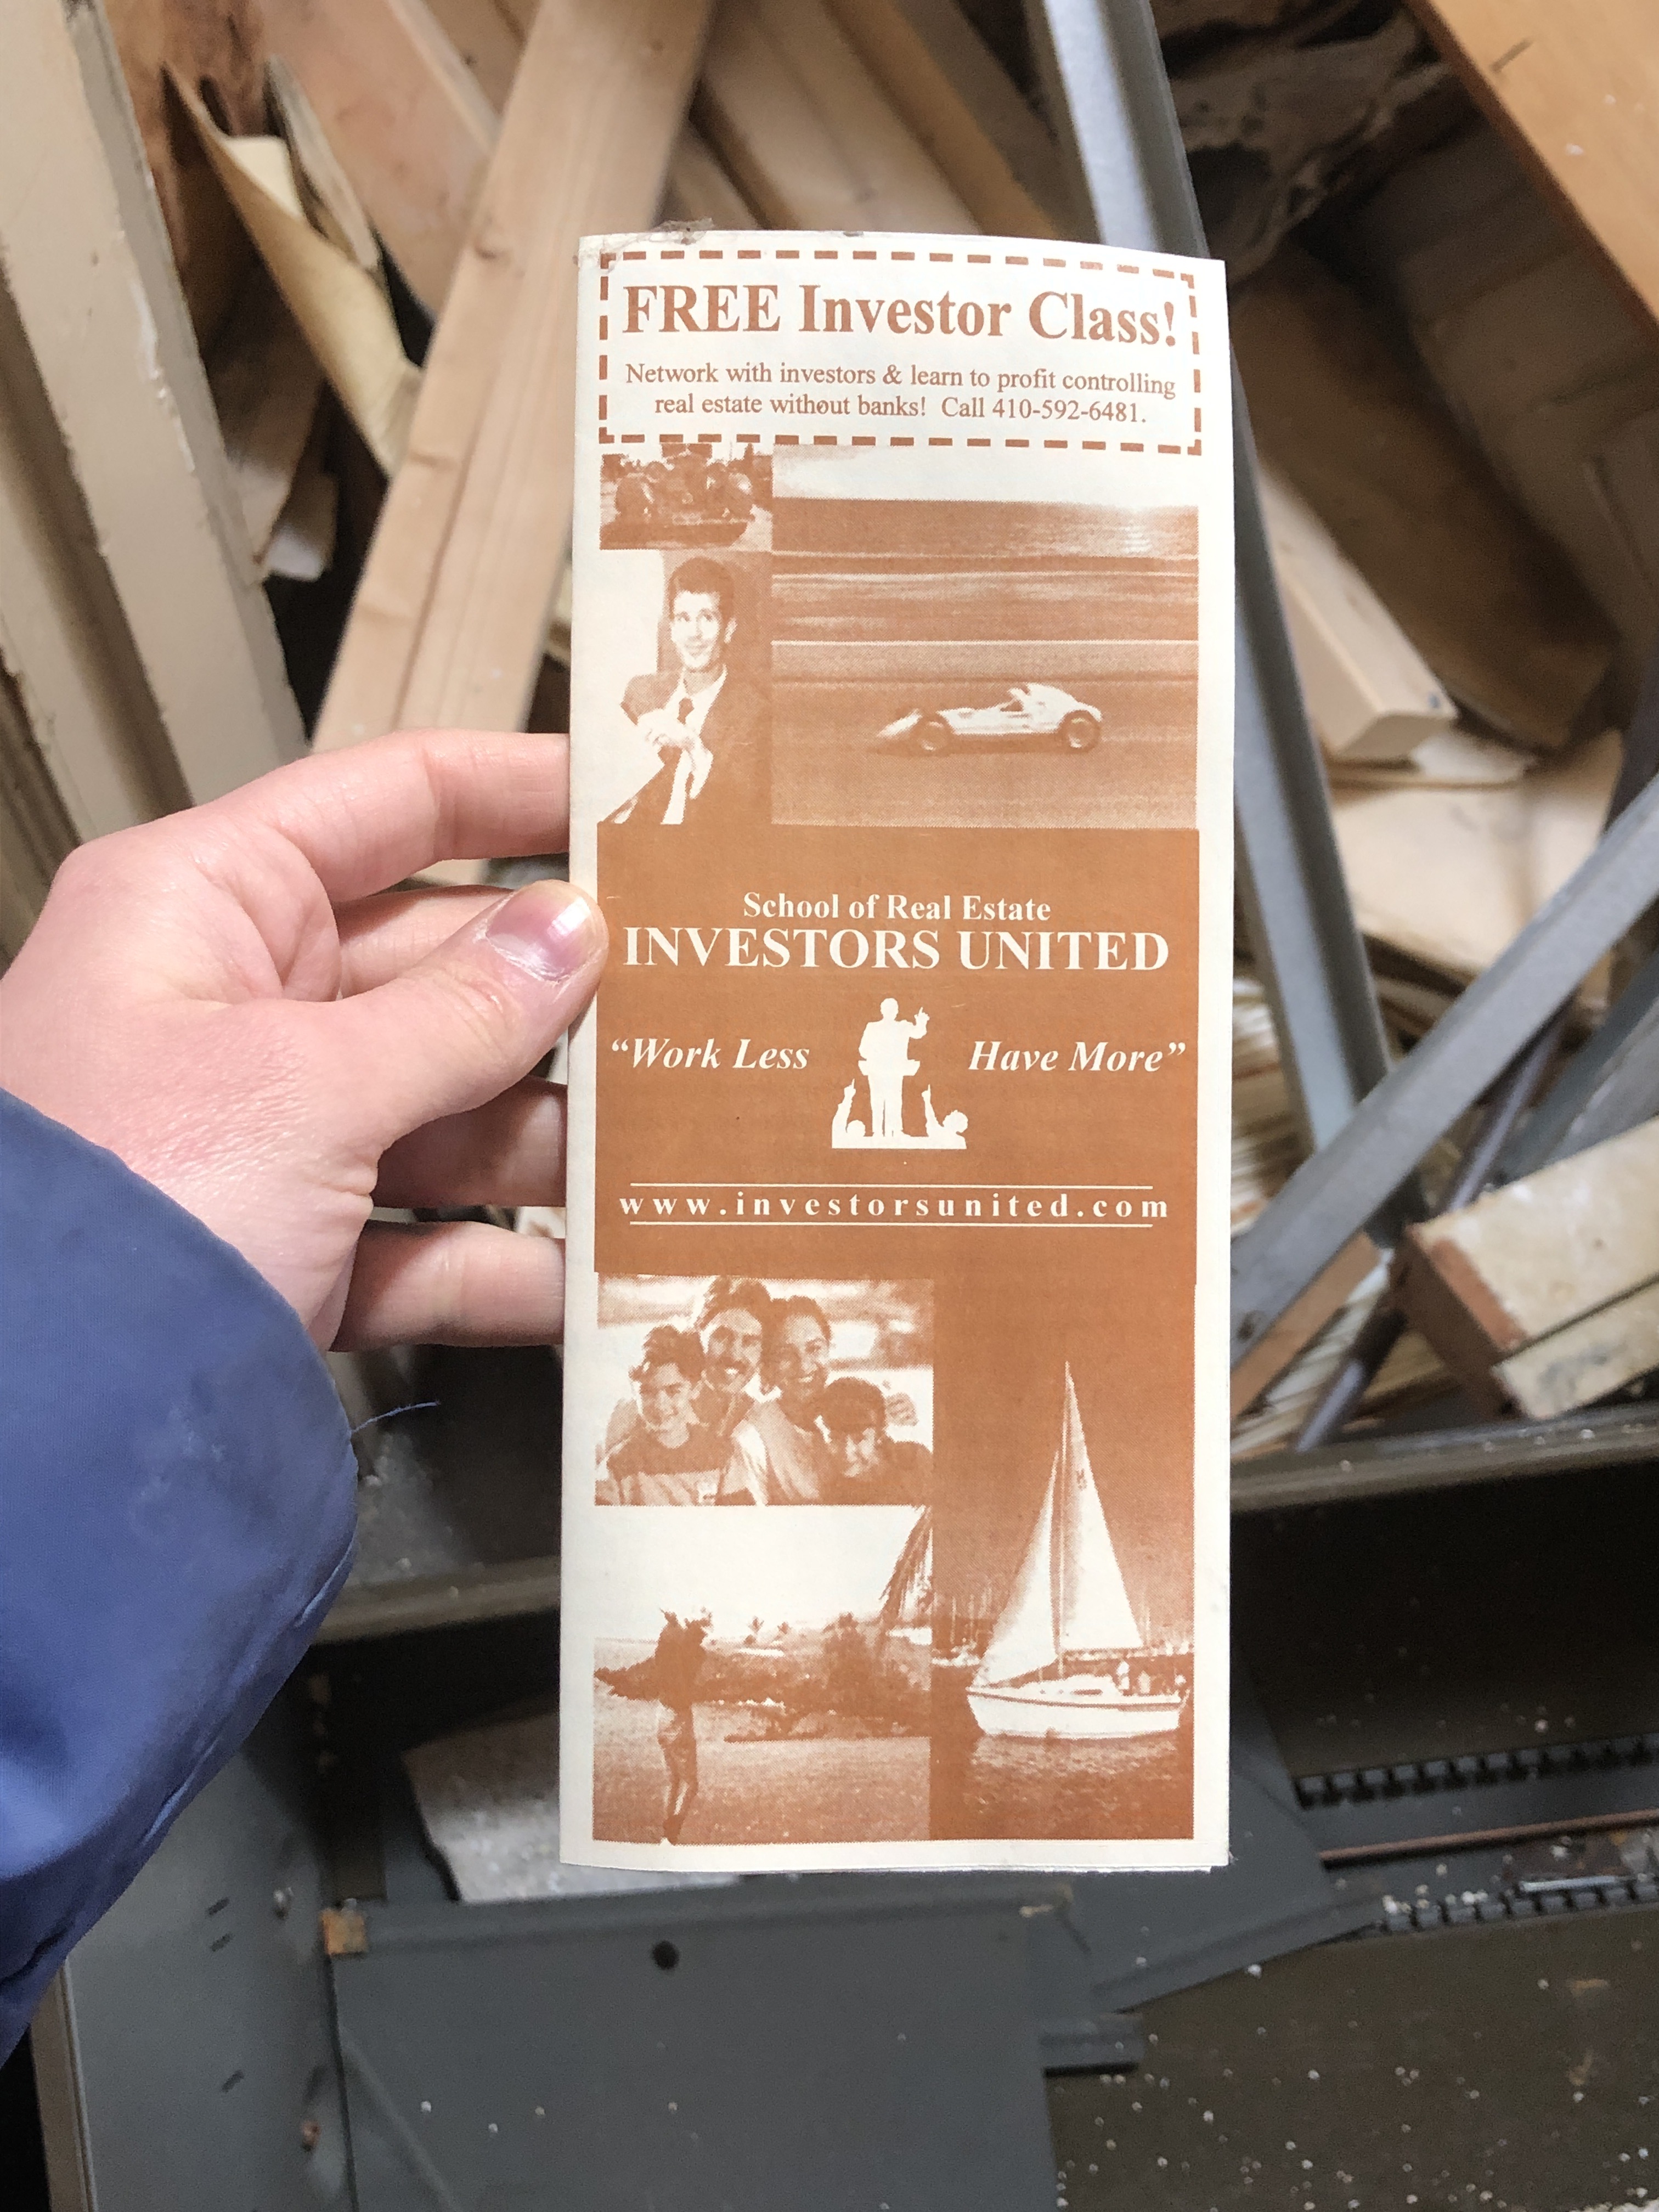 FREE Investor Class!
Network with investors & learn to profit controlling
real estate without banks! Call 410-592-6481.
School of Real Estate
INVESTORS UNITED
“Work Less Have More”
www.investorsunited.com